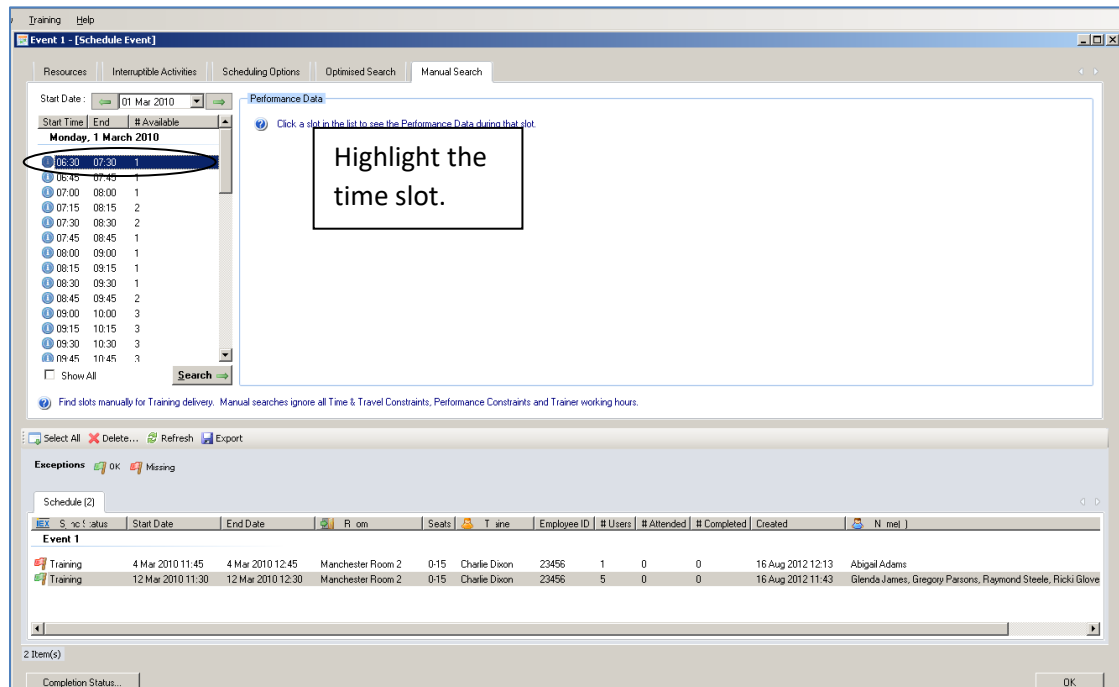 Training Help
Event 1 - [Schedule Event]
Resources Interruptible Activities Scheduling Options Optimised Search Manual Search
Start Date : 01 Mar 2010 Performance Data
Start Time End # Available Click a slot in the list to see the Performance Data during that slot.
Monday, 1 March 2010
Highlight the
time slot.
06:30 07:30 1
06:45 07:45 1
07:00 08:00 1
07:15 08:15 2
07:30 08:30 2
07:45 08:45 1
08:00 09:00 1
08:15 09:15 1
08:30 09:30 1
08:45 09:45 2
09:00 10:00 3
09:15 10:15 3
09:30 10:30 3
09:45 10:45 3
Show All Search
Find slots manually for Training delivery. Manual searches ignore all Time & Travel Constraints, Performance Constraints and Trainer working hours.
Select All Delete... Refresh Export
Exceptions OK Missing
Schedule (2)
IEX Start Date End Date Seats Employee ID # Users # Attended # Completed Created
Event 1
Training 4 Mar 2010 11:45 4 Mar 2010 12:45 Manchester Room 2 0-15 Charlie Dixon 23456 1 0 0 16 Aug 2012 12:13 Abigail Adams
Training 12 Mar 2010 11:30 12 Mar 2010 12:30 Manchester Room 2 0-15 Charlie Dixon 23456 5 0 0 16 Aug 2012 11:43 Glenda James, Gregory Parsons, Raymond Steele, Ricki Glove
2 Item(s)
Completion Status... OK